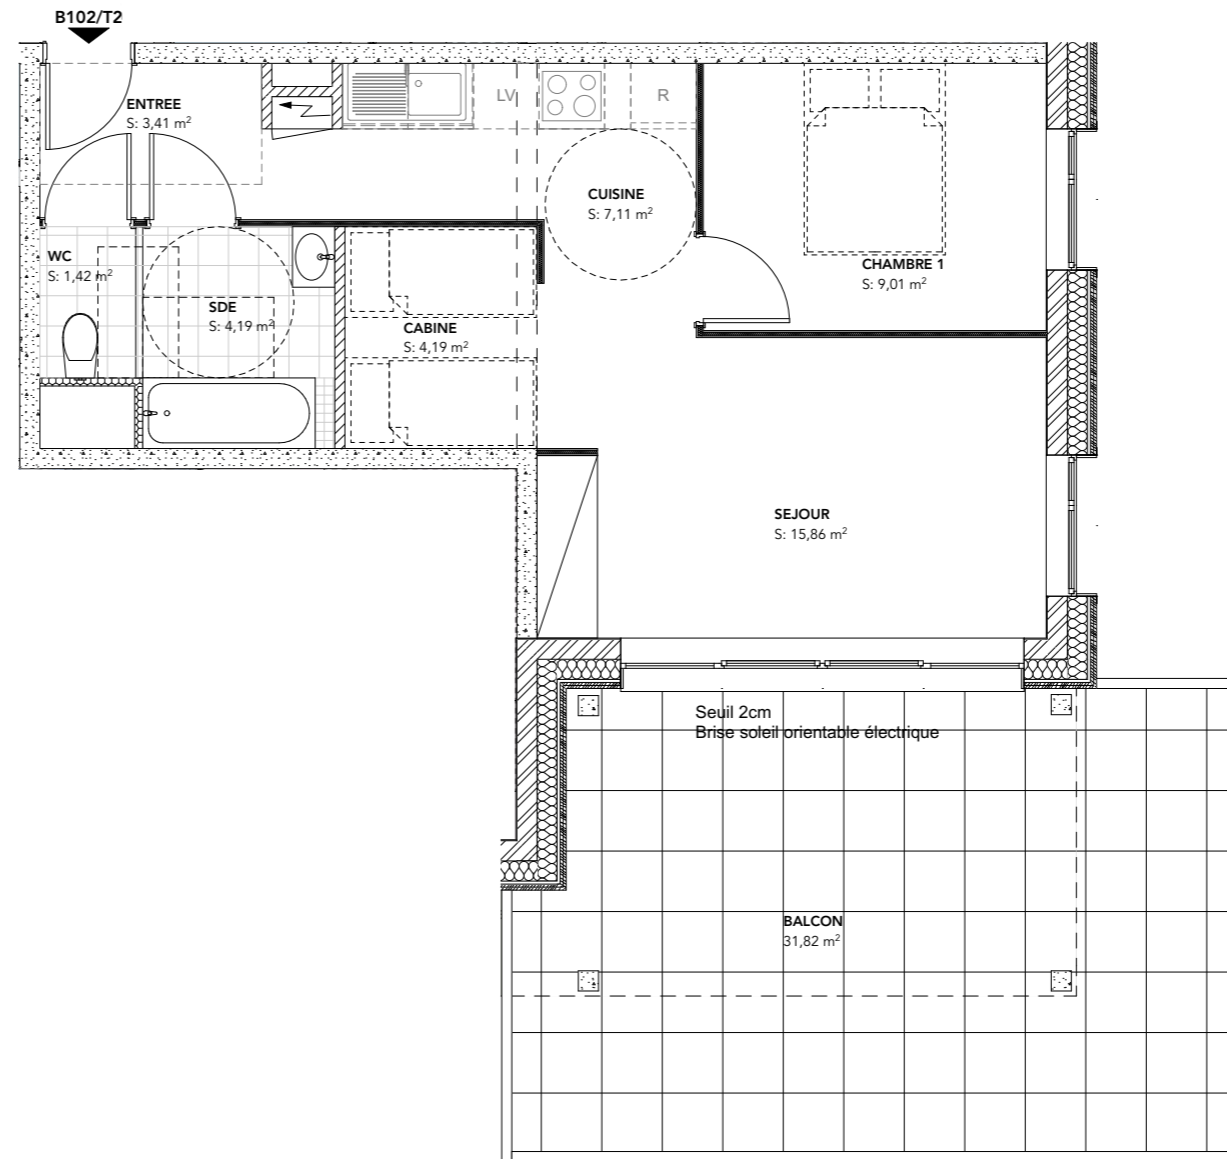 B102/T2
ENTREE
S: 3,41 m²
LV
R
CUISINE
S: 7,11 m²
WC
S: 1,42 m²
CHAMBRE 1
S: 9,01 m²
SDE
S: 4,19 m²
CABINE
S: 4,19 m²
SEJOUR
S: 15,86 m²
Seuil 2cm
Brise soleil orientable électrique
BALCON
31,82 m²